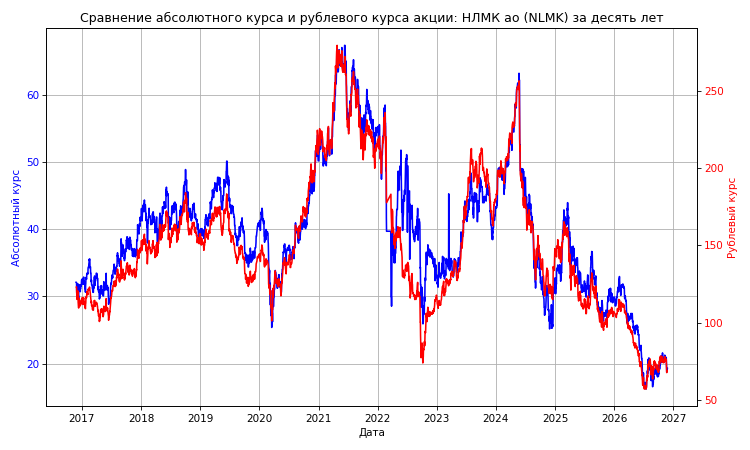 Сравнение абсолютного курса и рублевого курса акции: НЛМК ао (NLMK) за десять лет
60
50
40
30
20
Абсолютный курс
250
200
150
100
50
Рублевый курс
2017 2018 2019 2020 2021 2022 2023 2024 2025 2026 2027
Дата